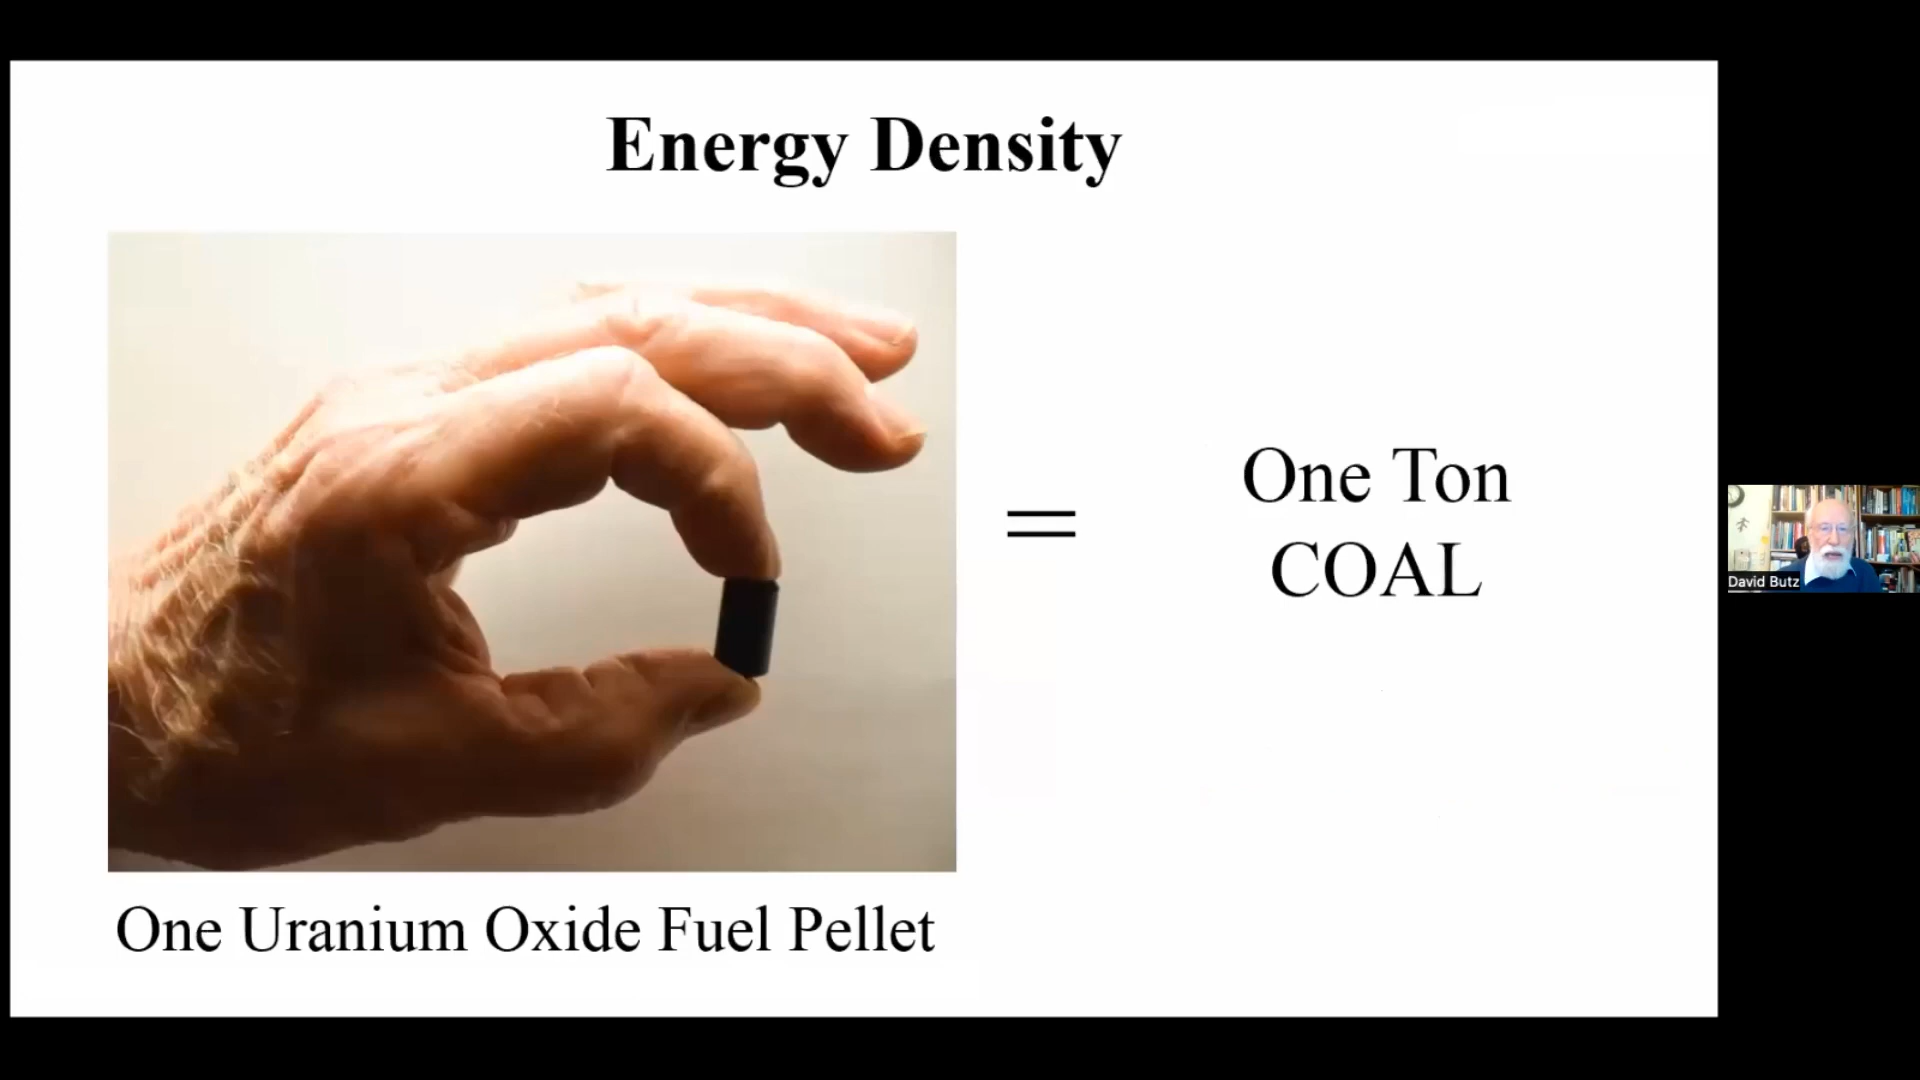 Energy Density
=
One Ton
COAL
One Uranium Oxide Fuel Pellet
David Butz